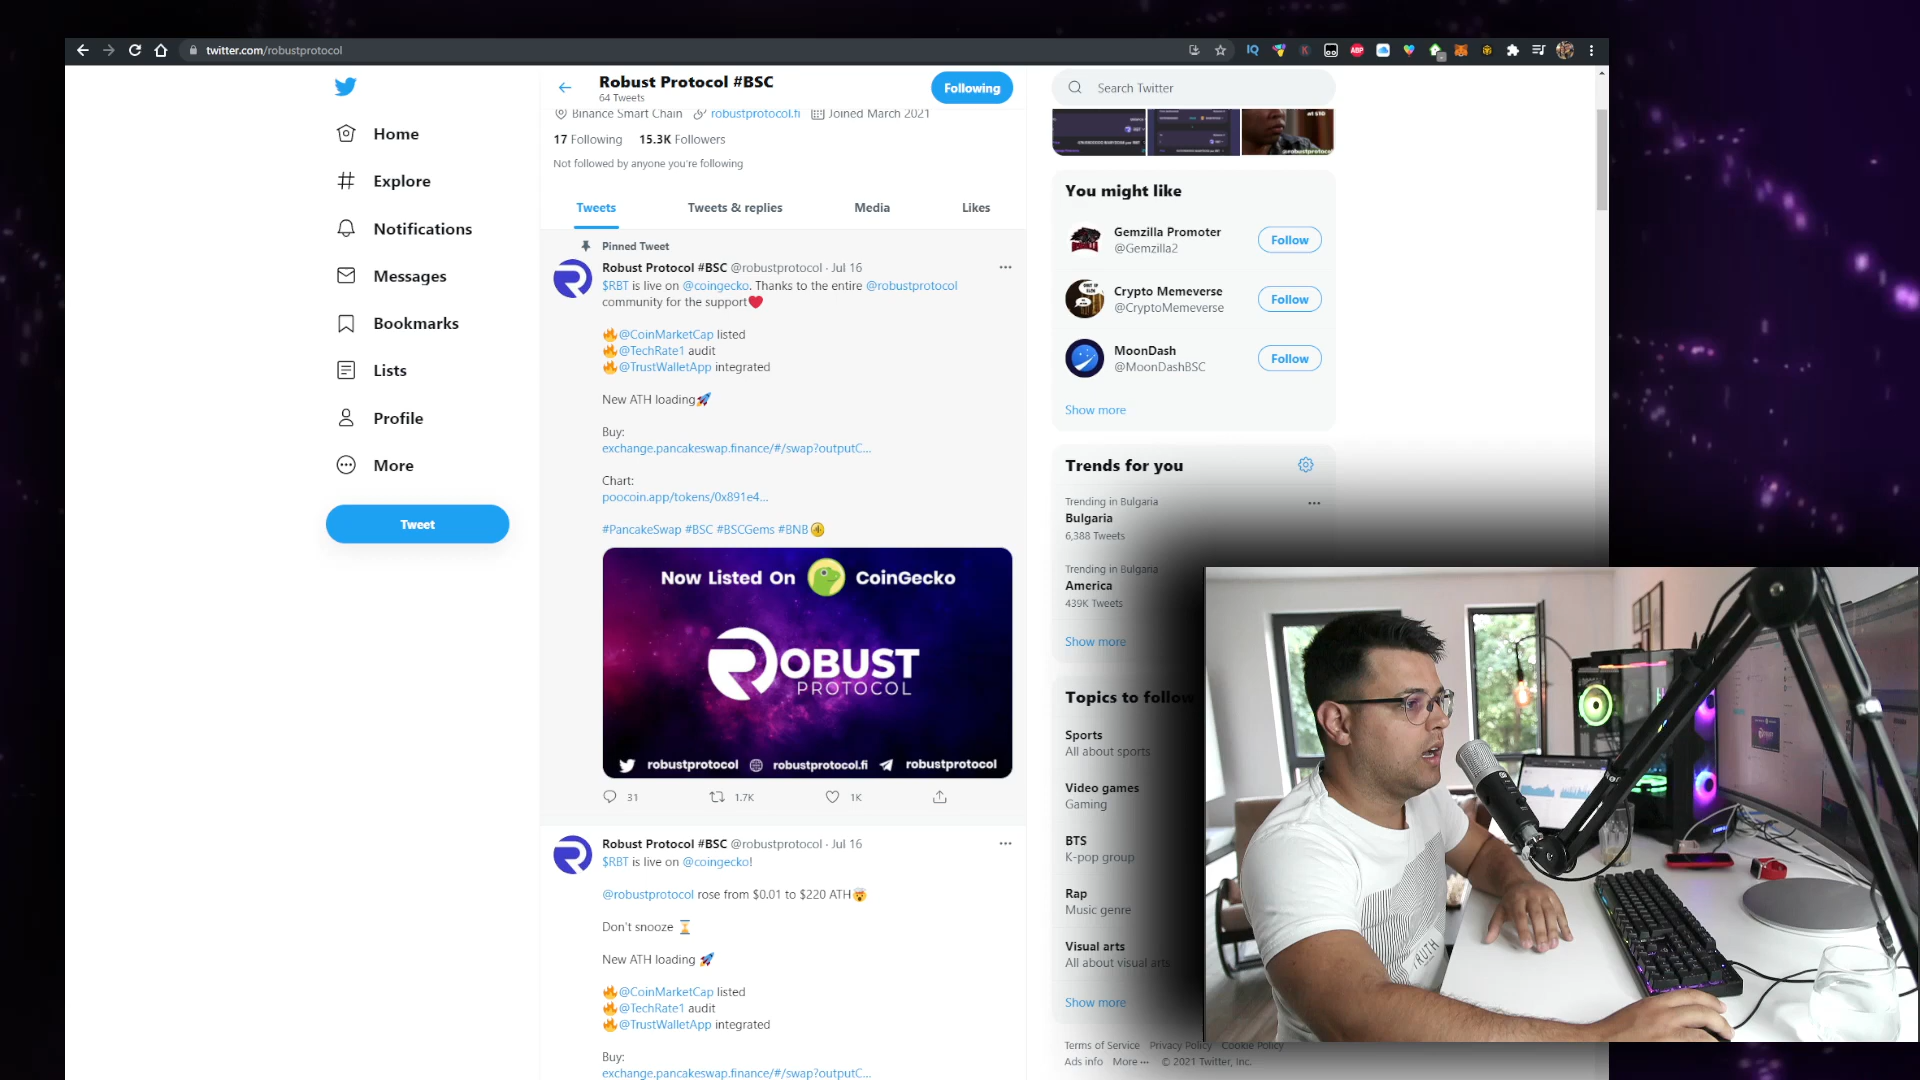 twitter.com/robustprotocol
Robust Protocol #BSC
64 Tweets
Following
Search Twitter
Home
Explore
Notifications
Messages
Bookmarks
Lists
Profile
More
Tweet
Binance Smart Chain robustprotocol.fi Joined March 2021
17 Following 15.3K Followers
Not followed by anyone you're following
Tweets Tweets & replies Media Likes
Pinned Tweet
Robust Protocol #BSC @robustprotocol · Jul 16
$RBT is live on @coingecko. Thanks to the entire @robustprotocol
community for the support❤️
🔥@CoinMarketCap listed
🔥@TechRate1 audit
🔥@TrustWalletApp integrated
New ATH loading🚀
Buy:
exchange.pancakeswap.finance/#/swap?outputC...
Chart:
poocoin.app/tokens/0x891e4...
#PancakeSwap #BSC #BSCGems #BNB
Now Listed On CoinGecko
ROBUST
PROTOCOL
robustprotocol robustprotocol.fi robustprotocol
31 1.7K 1K
Robust Protocol #BSC @robustprotocol · Jul 16
$RBT is live on @coingecko!
@robustprotocol rose from $0.01 to $220 ATH🤯
Don't snooze ⏳
New ATH loading 🚀
🔥@CoinMarketCap listed
🔥@TechRate1 audit
🔥@TrustWalletApp integrated
Buy:
exchange.pancakeswap.finance/#/swap?outputC...
at $10
@robustprotocol
You might like
Gemzilla Promoter
@Gemzilla2
Follow
Crypto Memeverse
@CryptoMemeverse
Follow
MoonDash
@MoonDashBSC
Follow
Show more
Trends for you
Trending in Bulgaria
Bulgaria
6,388 Tweets
Trending in Bulgaria
America
439K Tweets
Show more
Topics to follow
Sports
All about sports
Video games
Gaming
BTS
K-pop group
Rap
Music genre
Visual arts
All about visual arts
Show more
Terms of Service Privacy Policy Cookie Policy
Ads info More ··· © 2021 Twitter, Inc.
TRUTH